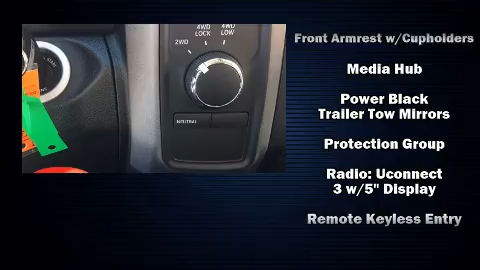 4WD LOCK
4WD LOW
2WD
NEUTRAL
START
Front Armrest w/Cupholders
Media Hub
Power Black
Trailer Tow Mirrors
Protection Group
Radio: Uconnect
3 w/5" Display
Remote Keyless Entry